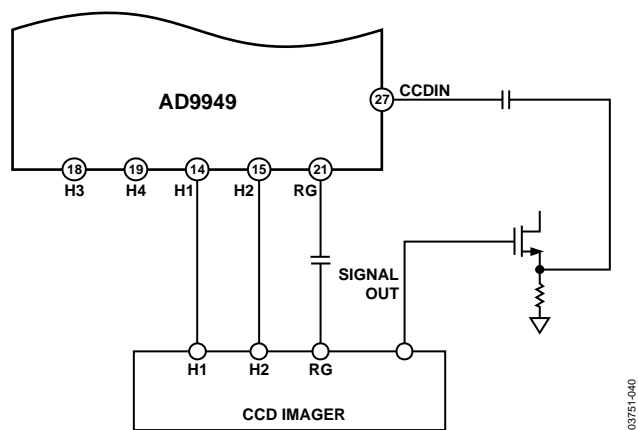 AD9949
27
CCDIN
18
19
14
15
21
H3
H4
H1
H2
RG
SIGNAL
OUT
H1
H2
RG
CCD IMAGER
03751-040